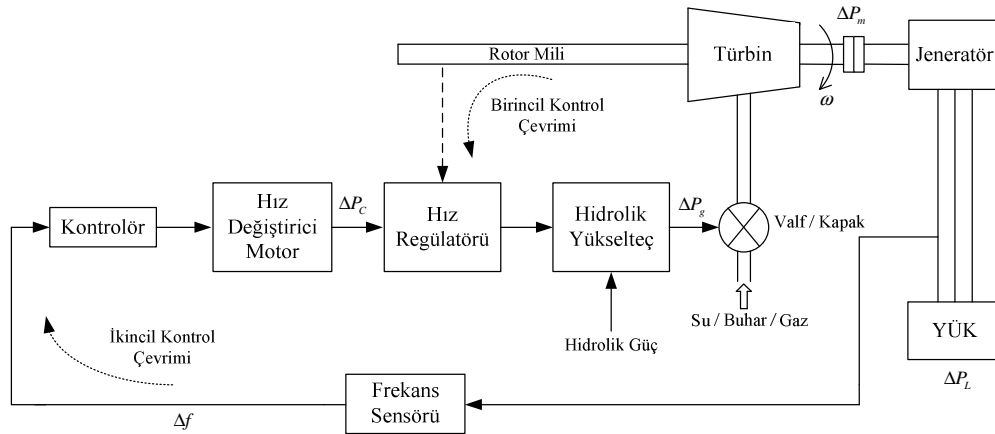 ΔPₘ
Türbin
Jeneratör
Rotor Mili
ω
Birincil Kontrol
Çevrimi
Kontrolör
Hız
Değiştirici
Motor
ΔP_C
Hız
Regülatörü
Hidrolik
Yükselteç
ΔP_g
Valf / Kapak
Su / Buhar / Gaz
Hidrolik Güç
İkincil Kontrol
Çevrimi
YÜK
ΔP_L
Frekans
Sensörü
Δf